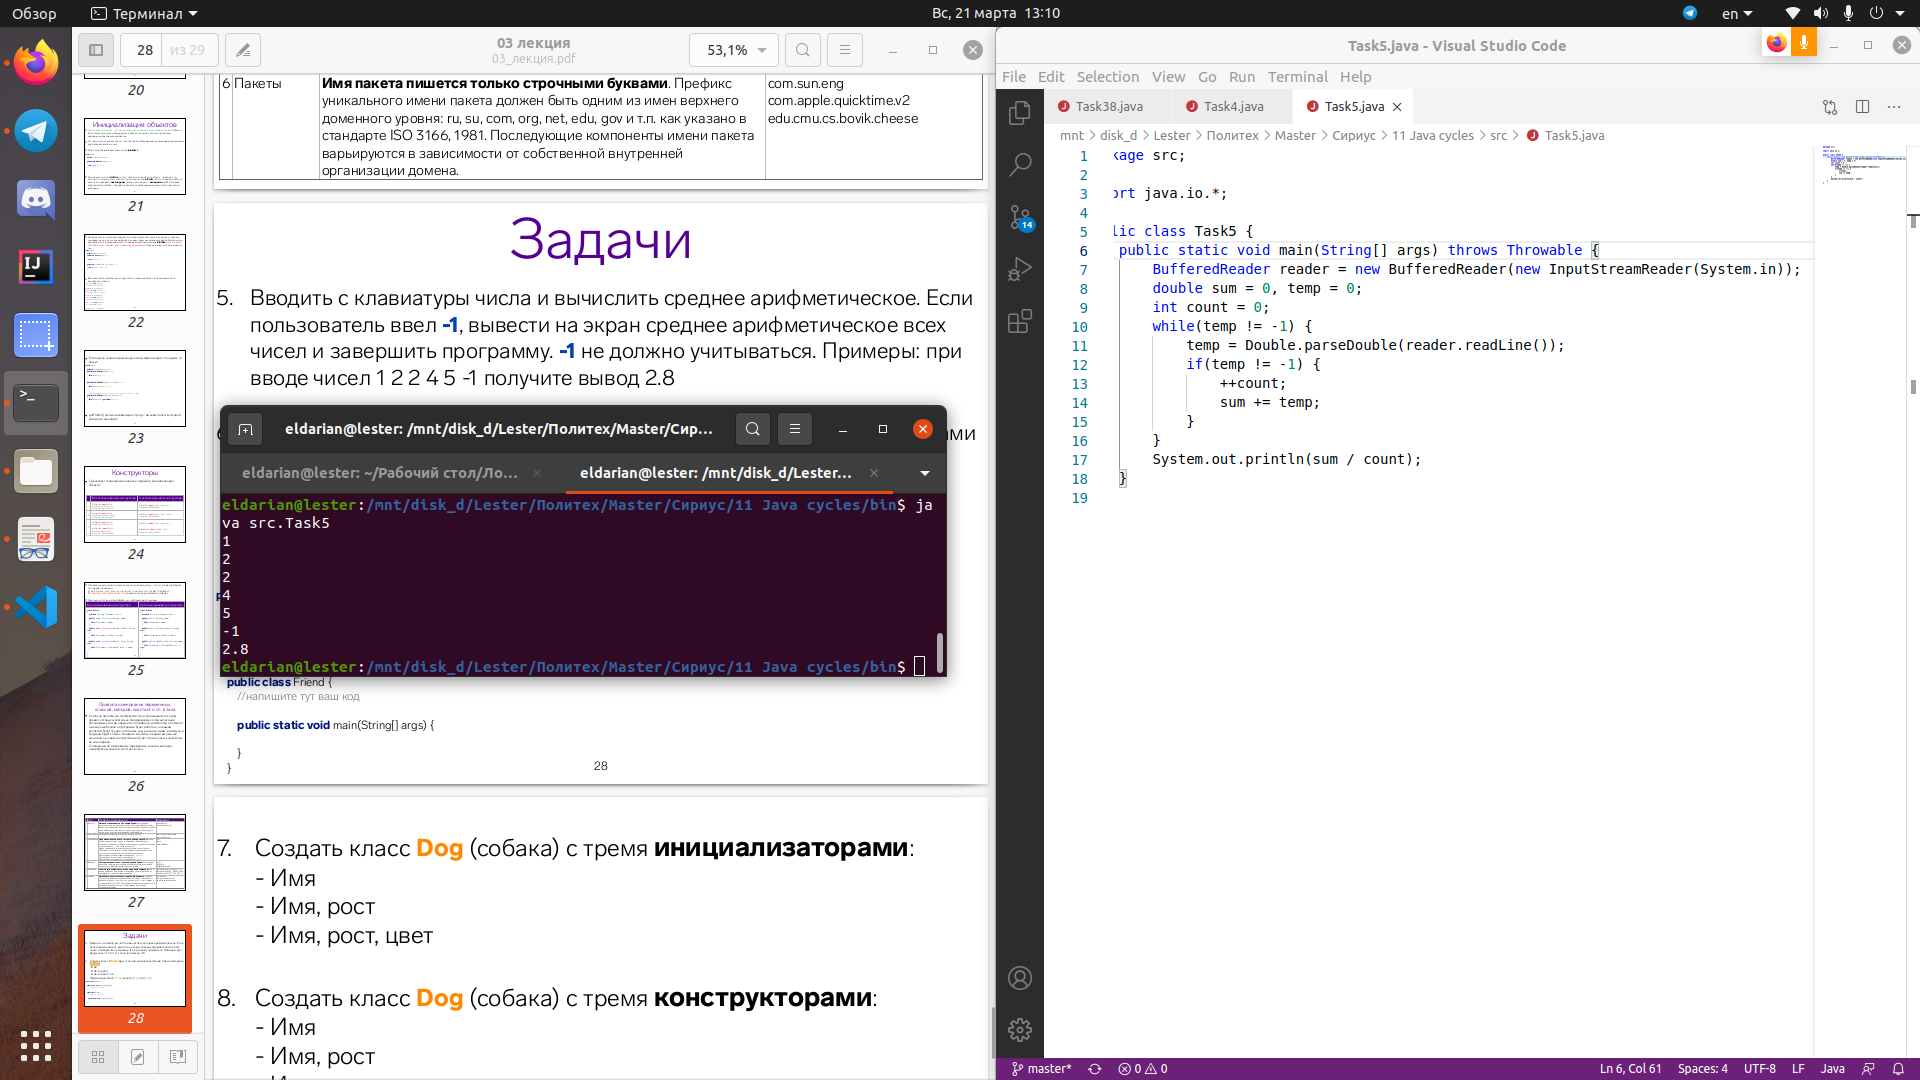 Обзор
Терминал
Вс, 21 марта 13:10
en
28
из 29
03 лекция
03_лекция.pdf
53,1%
20
Инициализация объектов
21
22
23
Конструкторы
24
25
26
27
Задачи
28
6 Пакеты
Имя пакета пишется только строчными буквами. Префикс
уникального имени пакета должен быть одним из имен верхнего
доменного уровня: ru, su, com, org, net, edu, gov и т.п. как указано в
стандарте ISO 3166, 1981. Последующие компоненты имени пакета
варьируются в зависимости от собственной внутренней
организации домена.
com.sun.eng
com.apple.quicktime.v2
edu.cmu.cs.bovik.cheese
Задачи
5. Вводить с клавиатуры числа и вычислить среднее арифметическое. Если
пользователь ввел -1, вывести на экран среднее арифметическое всех
чисел и завершить программу. -1 не должно учитываться. Примеры: при
вводе чисел 1 2 2 4 5 -1 получите вывод 2.8
eldarian@lester: /mnt/disk_d/Lester/Политех/Master/Сир...
eldarian@lester: ~/Рабочий стол/Ло...
eldarian@lester: /mnt/disk_d/Lester...
eldarian@lester:/mnt/disk_d/Lester/Политех/Master/Сириус/11 Java cycles/bin$ ja
va src.Task5
1
2
2
4
5
-1
2.8
eldarian@lester:/mnt/disk_d/Lester/Политех/Master/Сириус/11 Java cycles/bin$
public class Friend {
//напишите тут ваш код
public static void main(String[] args) {
}
}
28
7. Создать класс Dog (собака) с тремя инициализаторами:
- Имя
- Имя, рост
- Имя, рост, цвет
8. Создать класс Dog (собака) с тремя конструкторами:
- Имя
- Имя, рост
Task5.java - Visual Studio Code
File Edit Selection View Go Run Terminal Help
Task38.java
Task4.java
Task5.java
mnt > disk_d > Lester > Политех > Master > Сириус > 11 Java cycles > src > Task5.java
14
1 kage src;
2
3 ort java.io.*;
4
5 lic class Task5 {
6 public static void main(String[] args) throws Throwable {
7 BufferedReader reader = new BufferedReader(new InputStreamReader(System.in));
8 double sum = 0, temp = 0;
9 int count = 0;
10 while(temp != -1) {
11 temp = Double.parseDouble(reader.readLine());
12 if(temp != -1) {
13 ++count;
14 sum += temp;
15 }
16 }
17 System.out.println(sum / count);
18 }
19
master*
0 0
Ln 6, Col 61
Spaces: 4
UTF-8
LF
Java